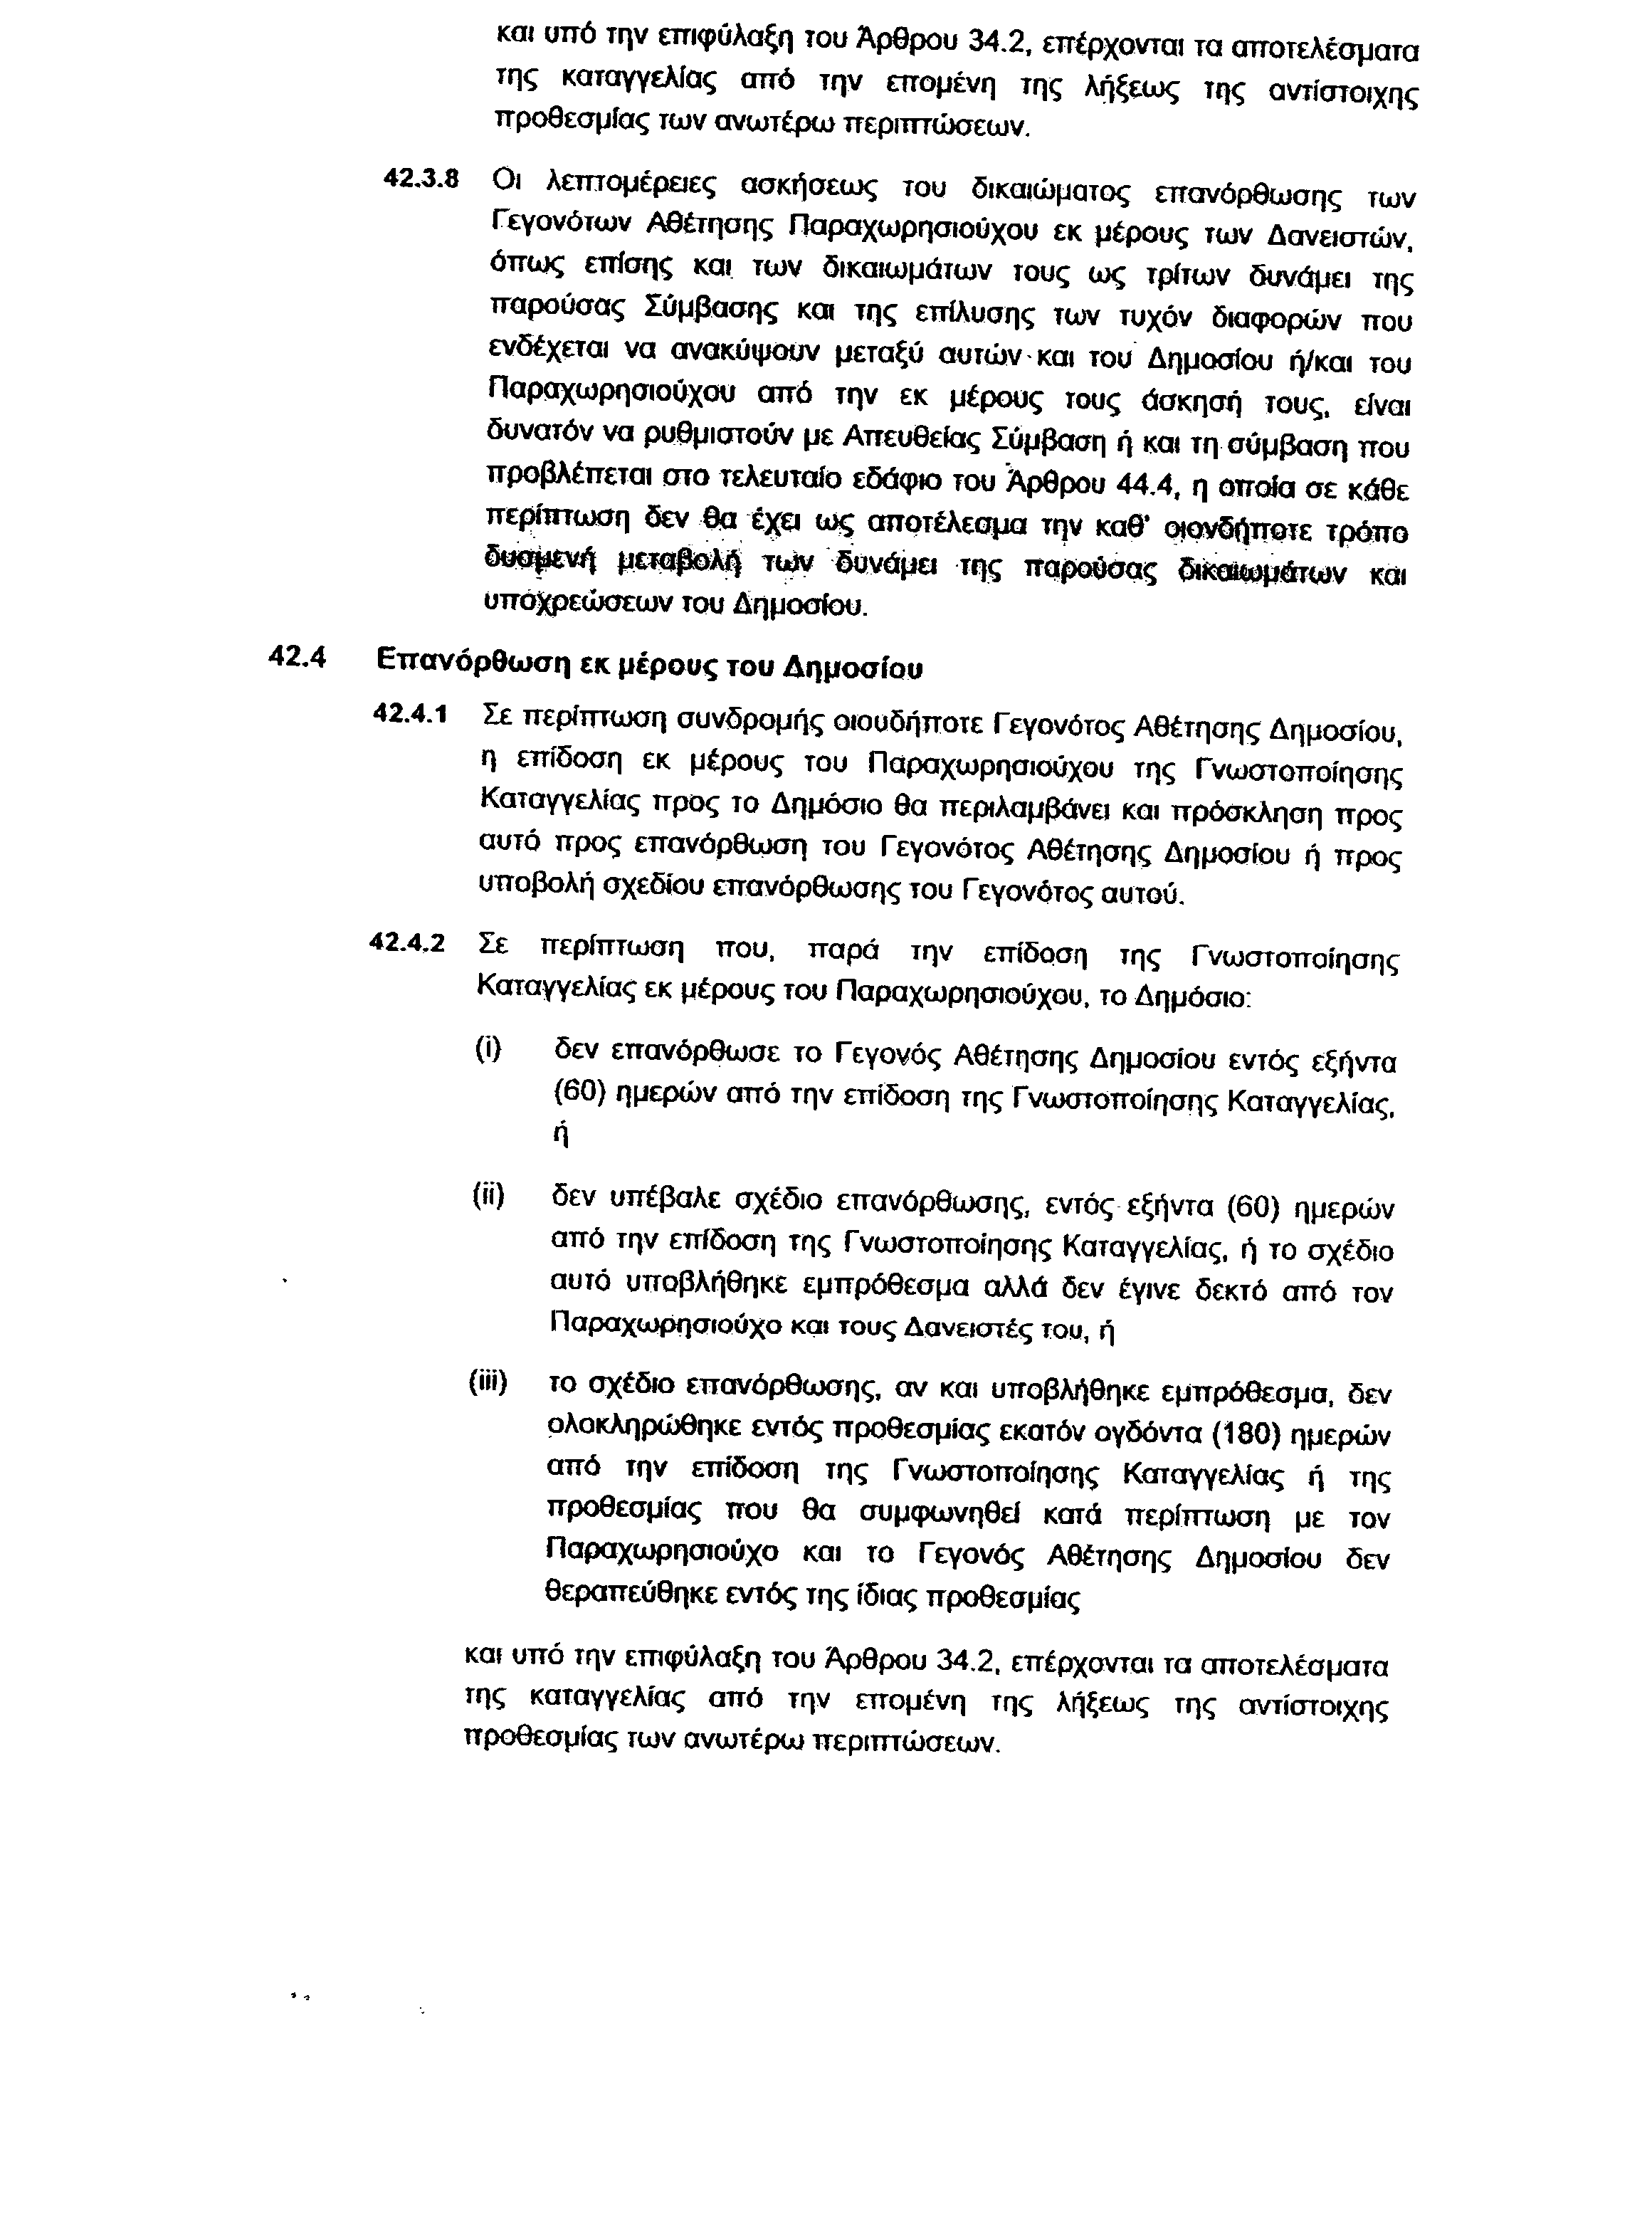 και υπό την επιφύλαξη του Άρθρου 34.2, επέρχονται τα αποτελέσματα
της καταγγελίας από την επομένη της λήξεως της αντίστοιχης
προθεσμίας των ανωτέρω περιπτώσεων.
42.3.8 Οι λεπτομέρειες ασκήσεως του δικαιώματος επανόρθωσης των
Γεγονότων Αθέτησης Παραχωρησιούχου εκ μέρους των Δανειστών,
όπως επίσης και των δικαιωμάτων τους ως τρίτων δυνάμει της
παρούσας Σύμβασης και της επίλυσης των τυχόν διαφορών που
ενδέχεται να ανακύψουν μεταξύ αυτών και του Δημοσίου ή/και του
Παραχωρησιούχου από την εκ μέρους τους άσκησή τους, είναι
δυνατόν να ρυθμιστούν με Απευθείας Σύμβαση ή και τη σύμβαση που
προβλέπεται στο τελευταίο εδάφιο του Άρθρου 44.4, η οποία σε κάθε
περίπτωση δεν θα έχει ως αποτέλεσμα την καθ' οιονδήποτε τρόπο
δυσμενή μεταβολή των δυνάμει της παρούσας δικαιωμάτων και
υποχρεώσεων του Δημοσίου.
42.4 Επανόρθωση εκ μέρους του Δημοσίου
42.4.1 Σε περίπτωση συνδρομής οιουδήποτε Γεγονότος Αθέτησης Δημοσίου,
η επίδοση εκ μέρους του Παραχωρησιούχου της Γνωστοποίησης
Καταγγελίας προς το Δημόσιο θα περιλαμβάνει και πρόσκληση προς
αυτό προς επανόρθωση του Γεγονότος Αθέτησης Δημοσίου ή προς
υποβολή σχεδίου επανόρθωσης του Γεγονότος αυτού.
42.4.2 Σε περίπτωση που, παρά την επίδοση της Γνωστοποίησης
Καταγγελίας εκ μέρους του Παραχωρησιούχου, το Δημόσιο:
(i) δεν επανόρθωσε το Γεγονός Αθέτησης Δημοσίου εντός εξήντα
(60) ημερών από την επίδοση της Γνωστοποίησης Καταγγελίας,
ή
(ii) δεν υπέβαλε σχέδιο επανόρθωσης, εντός εξήντα (60) ημερών
από την επίδοση της Γνωστοποίησης Καταγγελίας, ή το σχέδιο
αυτό υποβλήθηκε εμπρόθεσμα αλλά δεν έγινε δεκτό από τον
Παραχωρησιούχο και τους Δανειστές του, ή
(iii) το σχέδιο επανόρθωσης, αν και υποβλήθηκε εμπρόθεσμα, δεν
ολοκληρώθηκε εντός προθεσμίας εκατόν ογδόντα (180) ημερών
από την επίδοση της Γνωστοποίησης Καταγγελίας ή της
προθεσμίας που θα συμφωνηθεί κατά περίπτωση με τον
Παραχωρησιούχο και το Γεγονός Αθέτησης Δημοσίου δεν
θεραπεύθηκε εντός της ίδιας προθεσμίας
και υπό την επιφύλαξη του Άρθρου 34.2, επέρχονται τα αποτελέσματα
της καταγγελίας από την επομένη της λήξεως της αντίστοιχης
προθεσμίας των ανωτέρω περιπτώσεων.